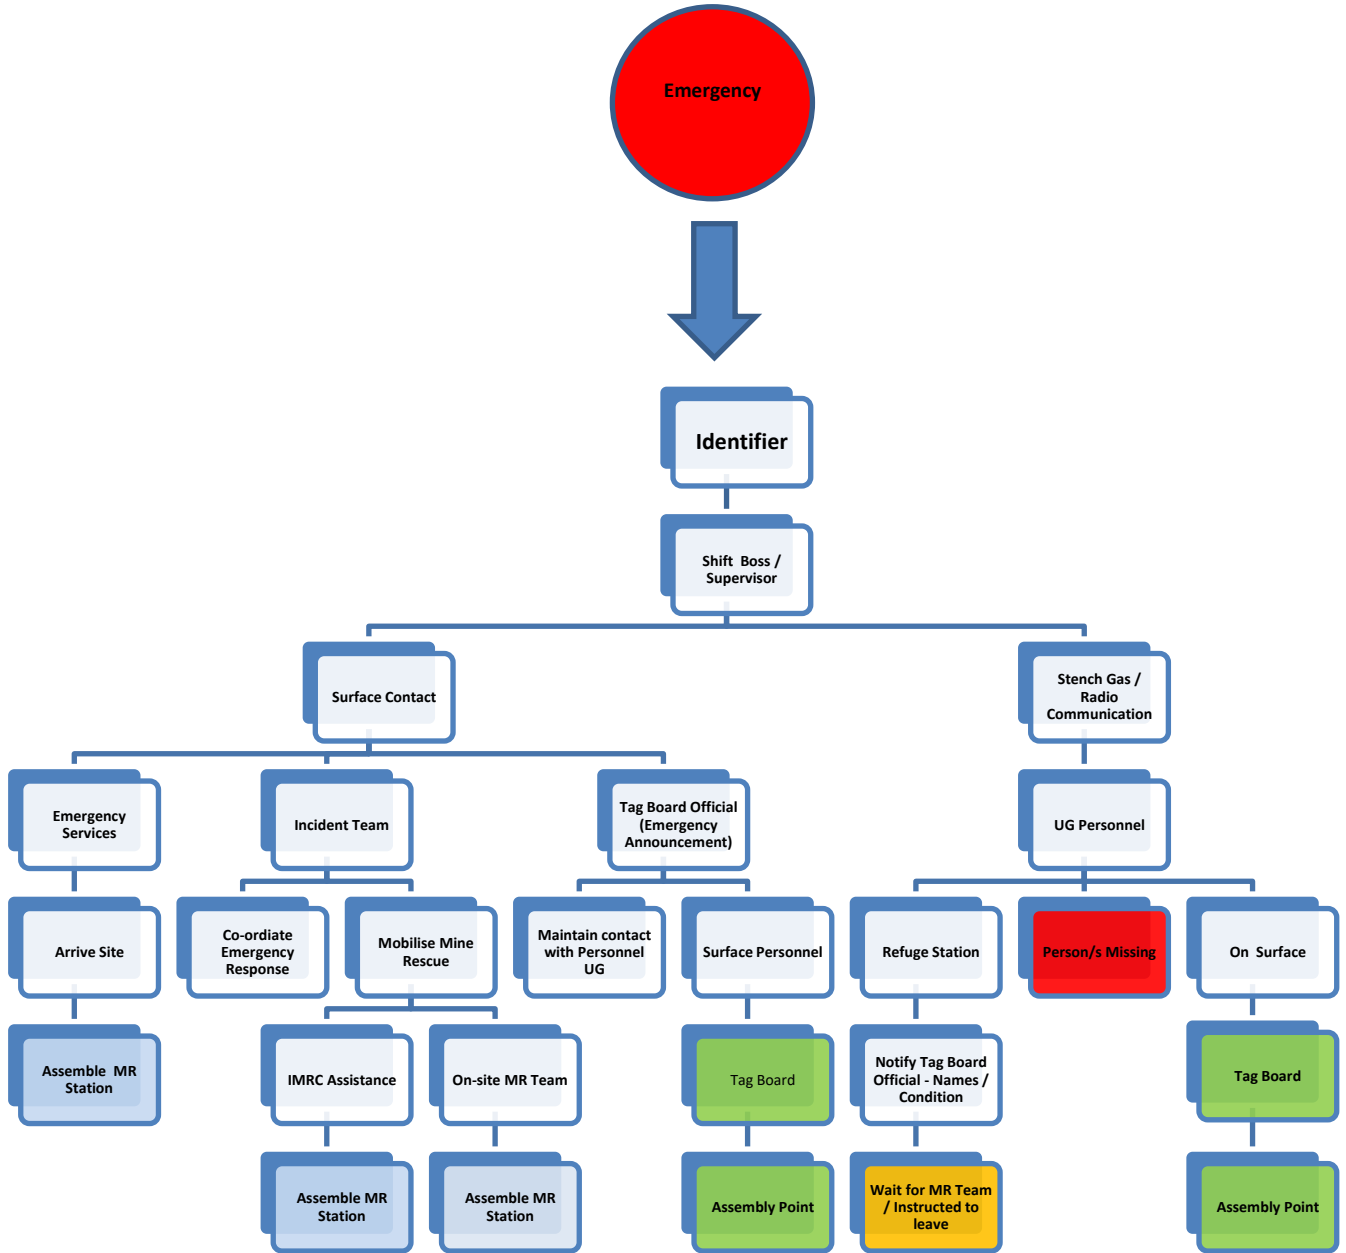 Emergency
Identifier
Shift Boss /
Supervisor
Surface Contact
Stench Gas /
Radio
Communication
Emergency
Services
Incident Team
Tag Board Official
(Emergency
Announcement)
UG Personnel
Arrive Site
Co-ordiate
Emergency
Response
Mobilise Mine
Rescue
Maintain contact
with Personnel
UG
Surface Personnel
Refuge Station
Person/s Missing
On Surface
Assemble MR
Station
IMRC Assistance
On-site MR Team
Tag Board
Notify Tag Board
Official - Names /
Condition
Tag Board
Assemble MR
Station
Assemble MR
Station
Assembly Point
Wait for MR Team
/ Instructed to
leave
Assembly Point